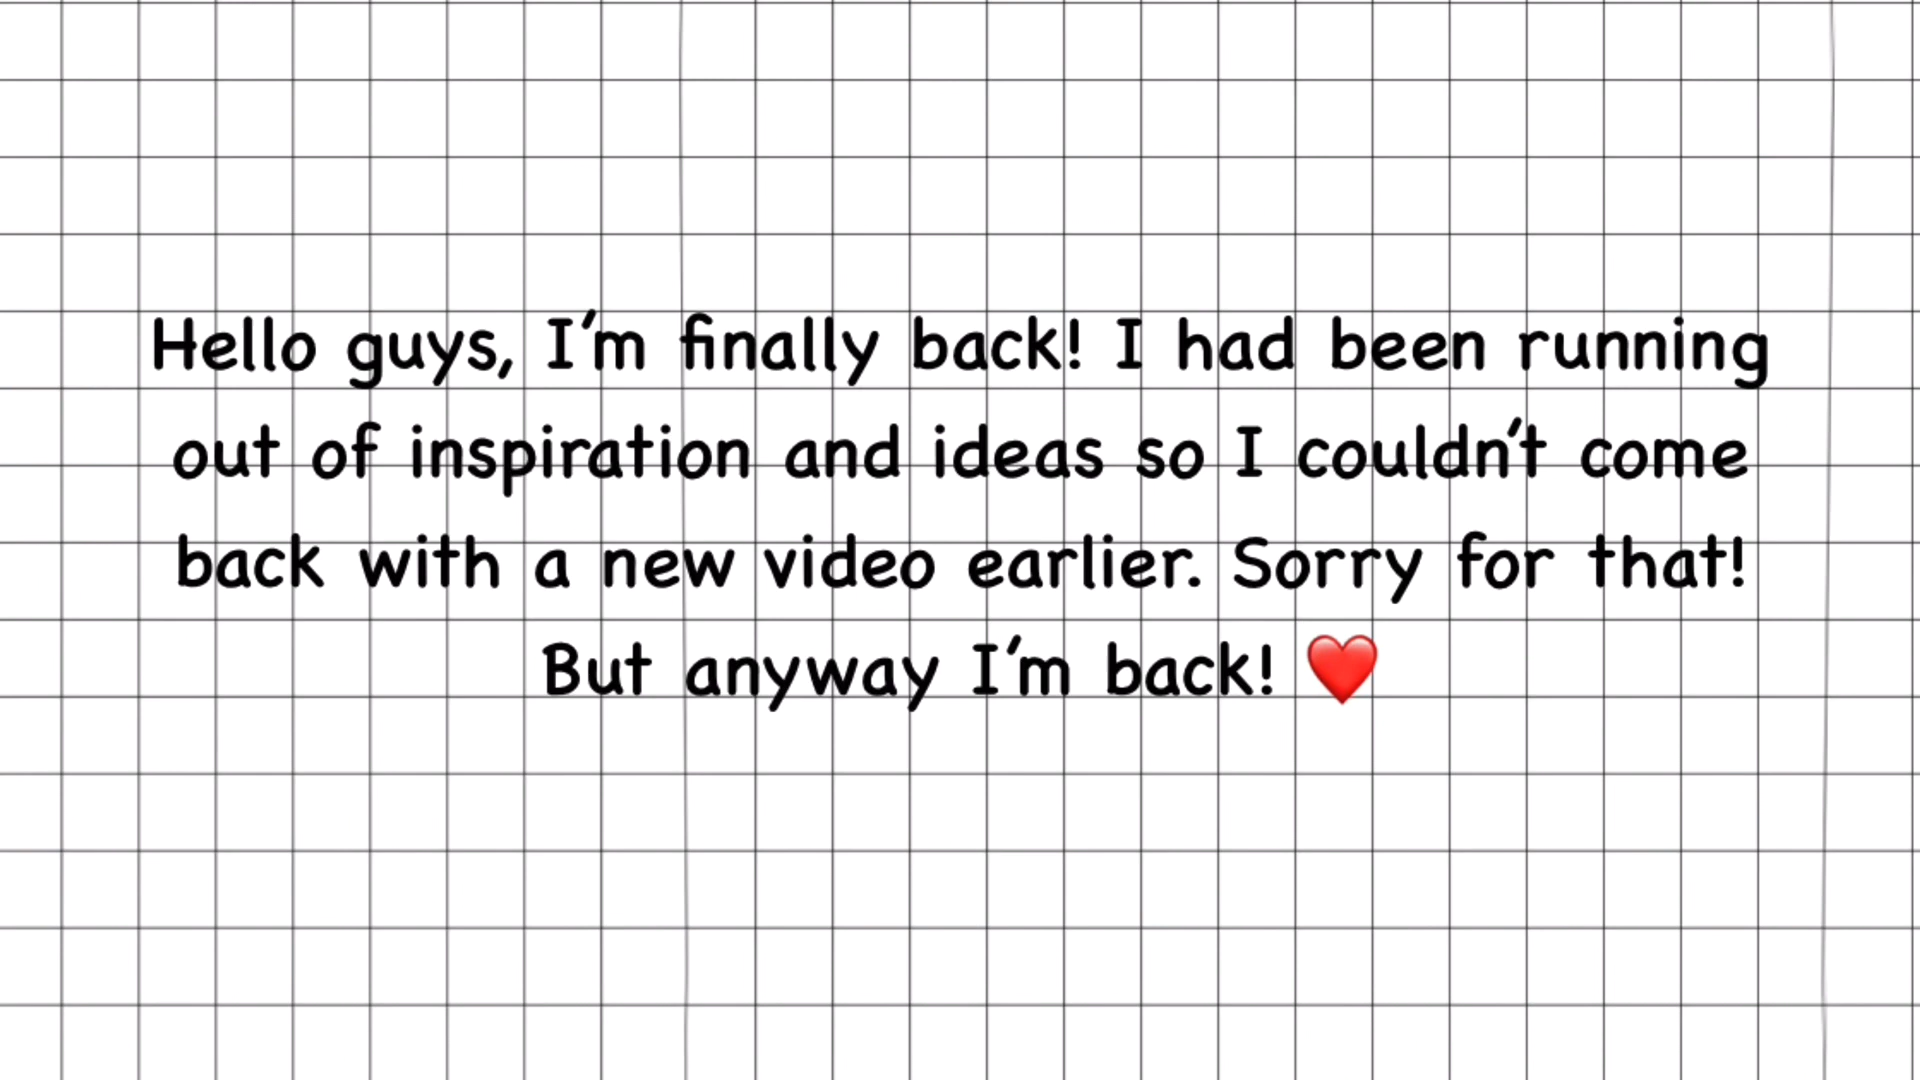 Hello guys, I'm finally back! I had been running
out of inspiration and ideas so I couldn't come
back with a new video earlier. Sorry for that!
But anyway I'm back! ❤️